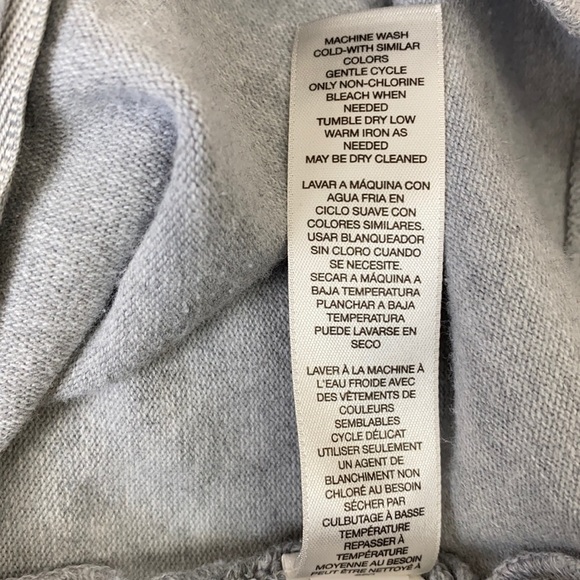 MACHINE WASH
COLD-WITH SIMILAR
COLORS
GENTLE CYCLE
ONLY NON-CHLORINE
BLEACH WHEN
NEEDED
TUMBLE DRY LOW
WARM IRON AS
NEEDED
MAY BE DRY CLEANED
LAVAR A MÁQUINA CON
AGUA FRIA EN
CICLO SUAVE CON
COLORES SIMILARES.
USAR BLANQUEADOR
SIN CLORO CUANDO
SE NECESITE.
SECAR A MÁQUINA A
BAJA TEMPERATURA
PLANCHAR A BAJA
TEMPERATURA
PUEDE LAVARSE EN
SECO
LAVER À LA MACHINE À
L'EAU FROIDE AVEC
DES VÊTEMENTS DE
COULEURS
SEMBLABLES
CYCLE DÉLICAT
UTILISER SEULEMENT
UN AGENT DE
BLANCHIMENT NON
CHLORÉ AU BESOIN
SÉCHER PAR
CULBUTAGE À BASSE
TEMPÉRATURE
REPASSER À
TEMPÉRATURE
MOYENNE AU BESOIN
PEUT ÊTRE NETTOYÉ À